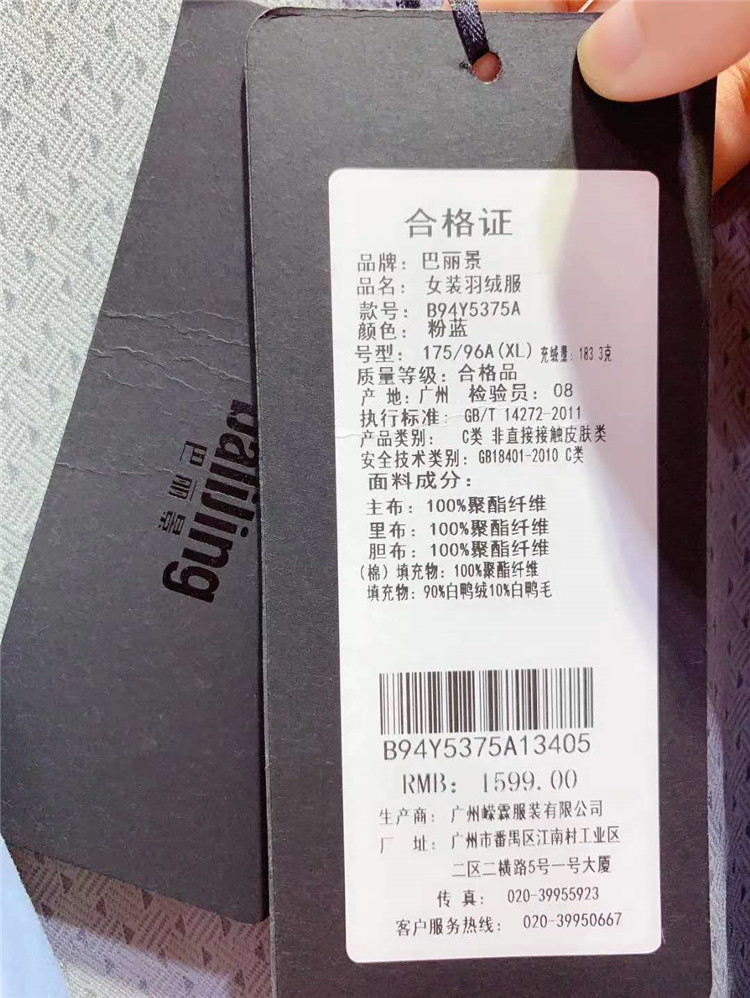 合格证
品牌：巴丽景
品名：女装羽绒服
款号：B94Y5375A
颜色：粉蓝
号型：175/96A(XL) 充绒量：183.3克
质量等级：合格品
产 地：广州 检验员：08
执行标准：GB/T 14272-2011
产品类别： C类 非直接接触皮肤类
安全技术类别：GB18401-2010 C类
面料成分：
主布：100%聚酯纤维
里布：100%聚酯纤维
胆布：100%聚酯纤维
(棉)填充物：100%聚酯纤维
填充物：90%白鸭绒10%白鸭毛
B94Y5375A13405
RMB：1599.00
生产商：广州嵘霖服装有限公司
厂 址：广州市番禺区江南村工业区
二区二横路5号一号大厦
传 真：020-39955923
客户服务热线：020-39950667
balijing
巴丽景